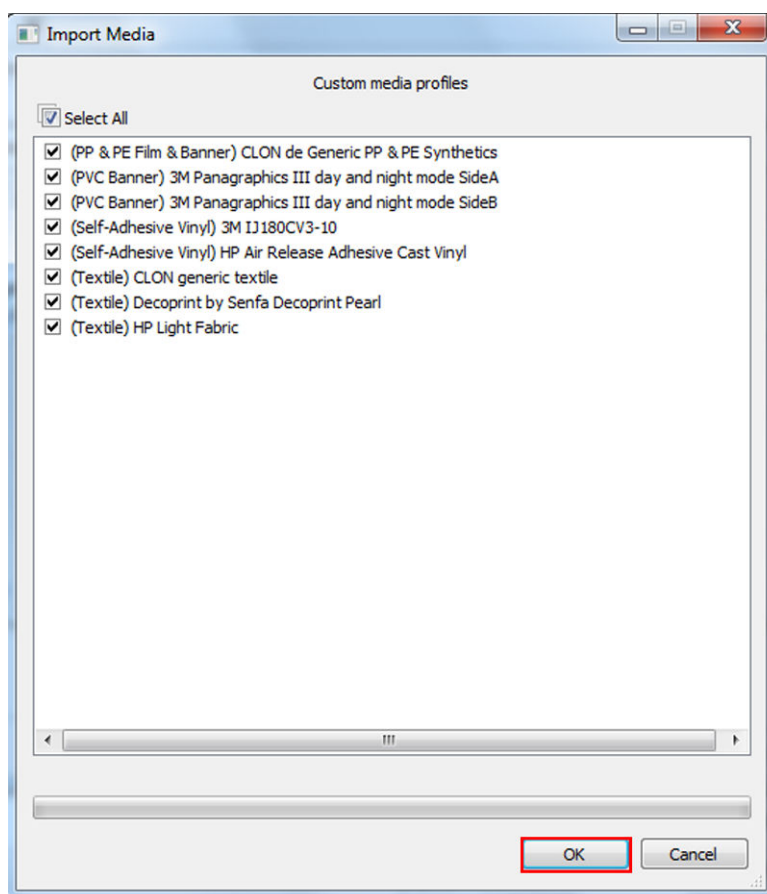 Import Media
Custom media profiles
Select All
(PP & PE Film & Banner) CLON de Generic PP & PE Synthetics
(PVC Banner) 3M Panagraphics III day and night mode SideA
(PVC Banner) 3M Panagraphics III day and night mode SideB
(Self-Adhesive Vinyl) 3M IJ180CV3-10
(Self-Adhesive Vinyl) HP Air Release Adhesive Cast Vinyl
(Textile) CLON generic textile
(Textile) Decoprint by Senfa Decoprint Pearl
(Textile) HP Light Fabric
OK Cancel